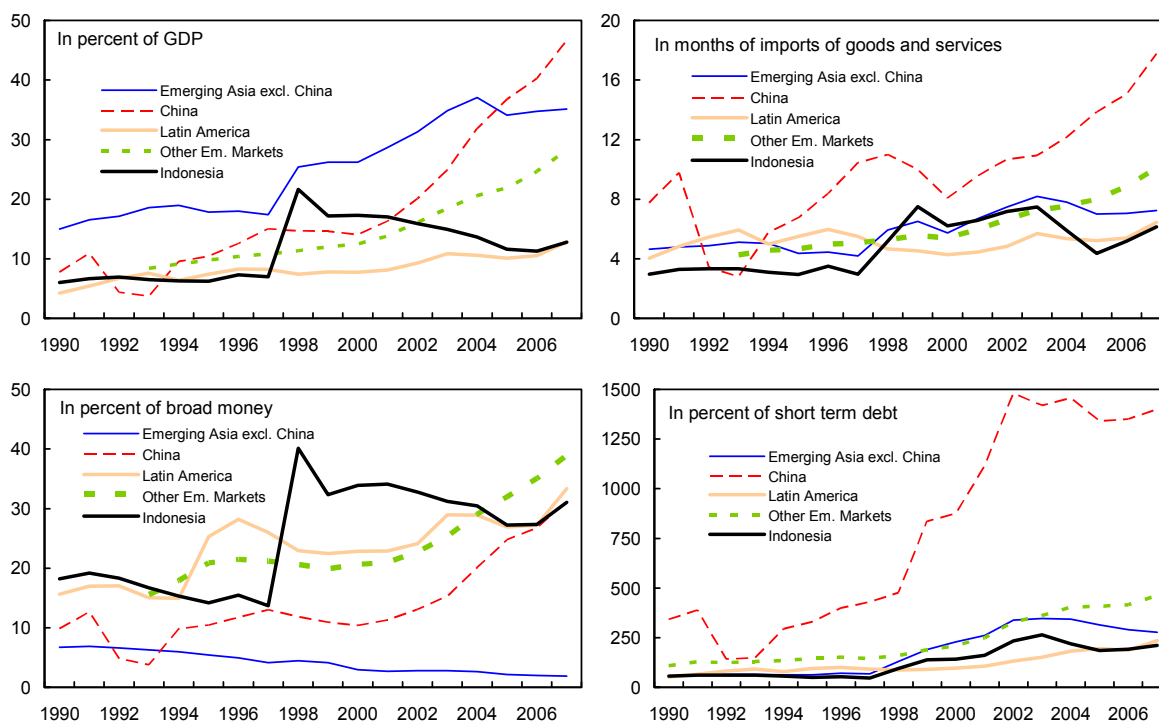 In percent of GDP
50
40
30
20
10
0
Emerging Asia excl. China
China
Latin America
Other Em. Markets
Indonesia
1990 1992 1994 1996 1998 2000 2002 2004 2006
In months of imports of goods and services
20
16
12
8
4
0
Emerging Asia excl. China
China
Latin America
Other Em. Markets
Indonesia
1990 1992 1994 1996 1998 2000 2002 2004 2006
In percent of broad money
50
40
30
20
10
0
Emerging Asia excl. China
China
Latin America
Other Em. Markets
Indonesia
1990 1992 1994 1996 1998 2000 2002 2004 2006
In percent of short term debt
1500
1250
1000
750
500
250
0
Emerging Asia excl. China
China
Latin America
Other Em. Markets
Indonesia
1990 1992 1994 1996 1998 2000 2002 2004 2006